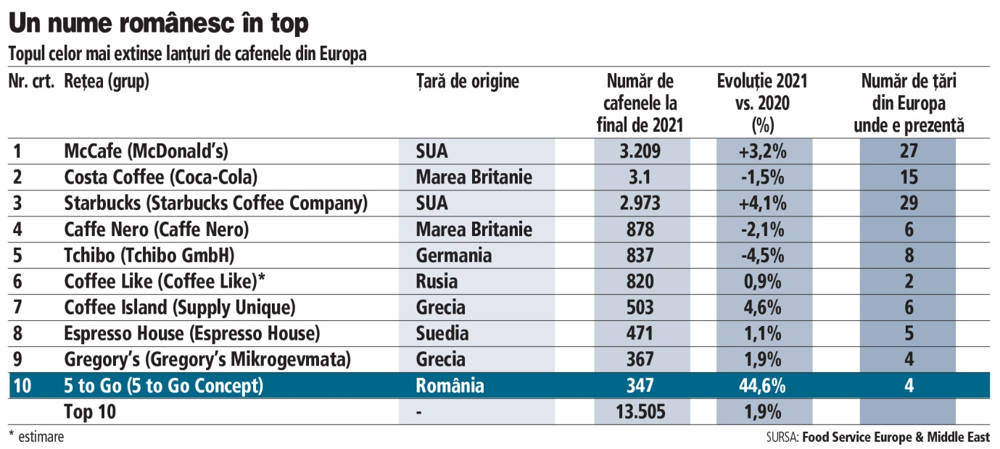 Un nume românesc în top
Topul celor mai extinse lanțuri de cafenele din Europa
Nr. crt. Rețea (grup) Țară de origine Număr de cafenele la final de 2021 Evoluție 2021 vs. 2020 (%) Număr de țări din Europa unde e prezentă
1 McCafe (McDonald's) SUA 3.209 +3,2% 27
2 Costa Coffee (Coca-Cola) Marea Britanie 3.1 -1,5% 15
3 Starbucks (Starbucks Coffee Company) SUA 2.973 +4,1% 29
4 Caffe Nero (Caffe Nero) Marea Britanie 878 -2,1% 6
5 Tchibo (Tchibo GmbH) Germania 837 -4,5% 8
6 Coffee Like (Coffee Like)* Rusia 820 0,9% 2
7 Coffee Island (Supply Unique) Grecia 503 4,6% 6
8 Espresso House (Espresso House) Suedia 471 1,1% 5
9 Gregory's (Gregory's Mikrogevmata) Grecia 367 1,9% 4
10 5 to Go (5 to Go Concept) România 347 44,6% 4
Top 10 - 13.505 1,9%
* estimare SURSA: Food Service Europe & Middle East